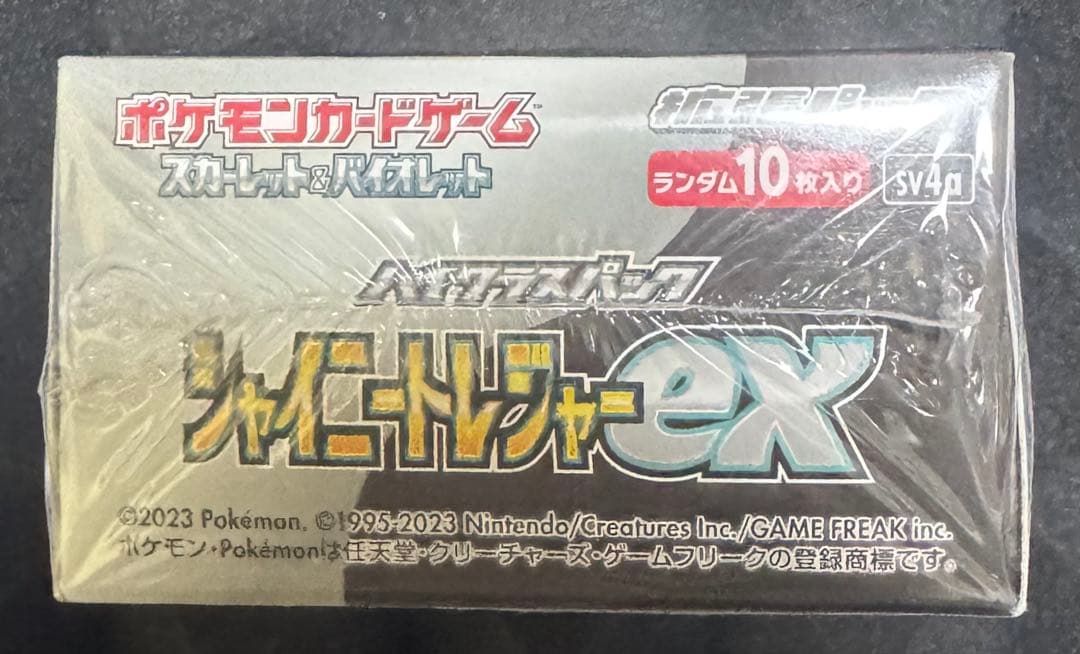 ポケモンカードゲーム™
スカーレット&バイオレット
拡張パック
ランダム10枚入り
sv4a
ハイクラスパック
シャイニートレジャーex
©2023 Pokémon. ©1995-2023 Nintendo/Creatures Inc./GAME FREAK inc.
ポケモン・Pokémonは任天堂・クリーチャーズ・ゲームフリークの登録商標です。